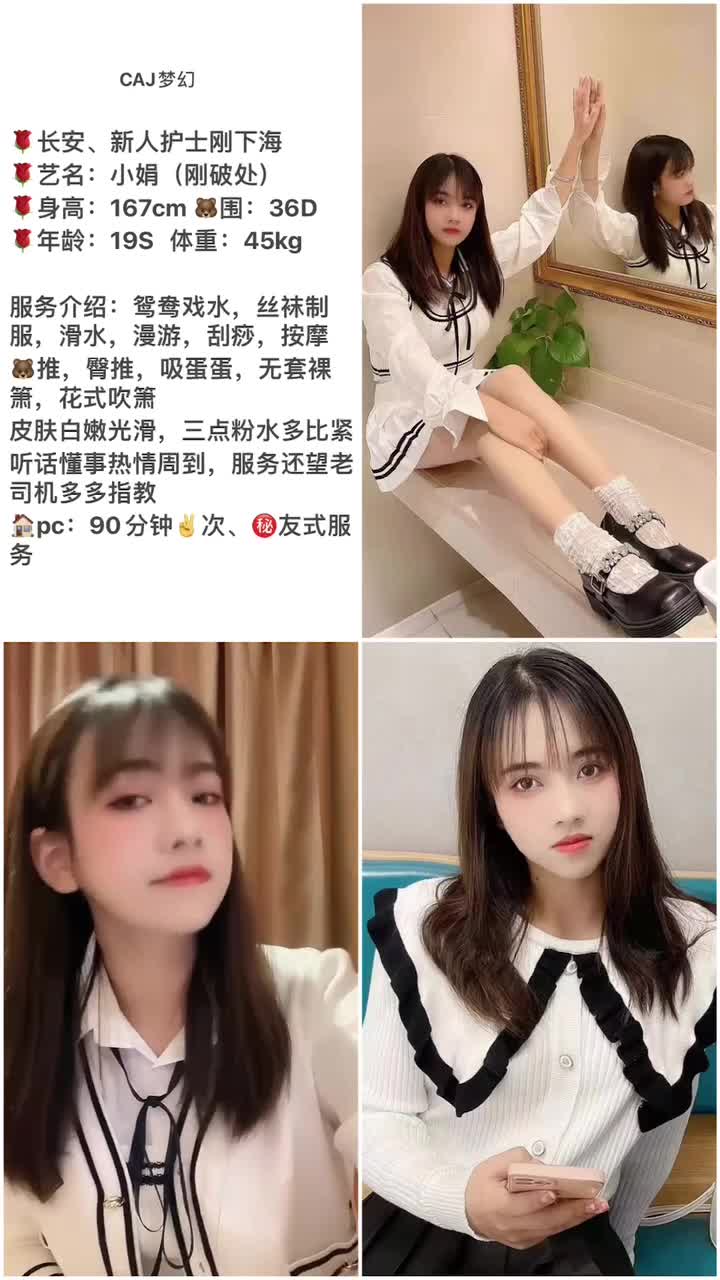 CAJ梦幻
🌹长安、新人护士刚下海
🌹艺名：小娟（刚破处）
🌹身高：167cm 🐻围：36D
🌹年龄：19S 体重：45kg
服务介绍：鸳鸯戏水，丝袜制
服，滑水，漫游，刮痧，按摩
🐻推，臀推，吸蛋蛋，无套裸
箫，花式吹箫
皮肤白嫩光滑，三点粉水多比紧
听话懂事热情周到，服务还望老
司机多多指教
🏠pc：90分钟✌️次、㊙️友式服
务